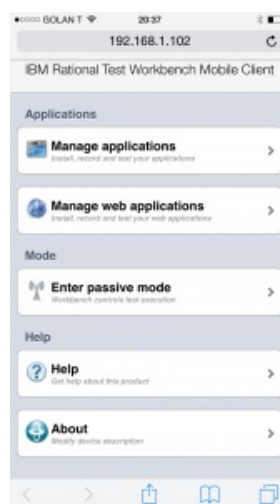 GOLAN T 20:37
192.168.1.102
IBM Rational Test Workbench Mobile Client
Applications
Manage applications
Install, record and test your applications
Manage web applications
Install, record and test your web applications
Mode
Enter passive mode
Workbench controls test execution
Help
Help
Get help about this product
About
Modify device description